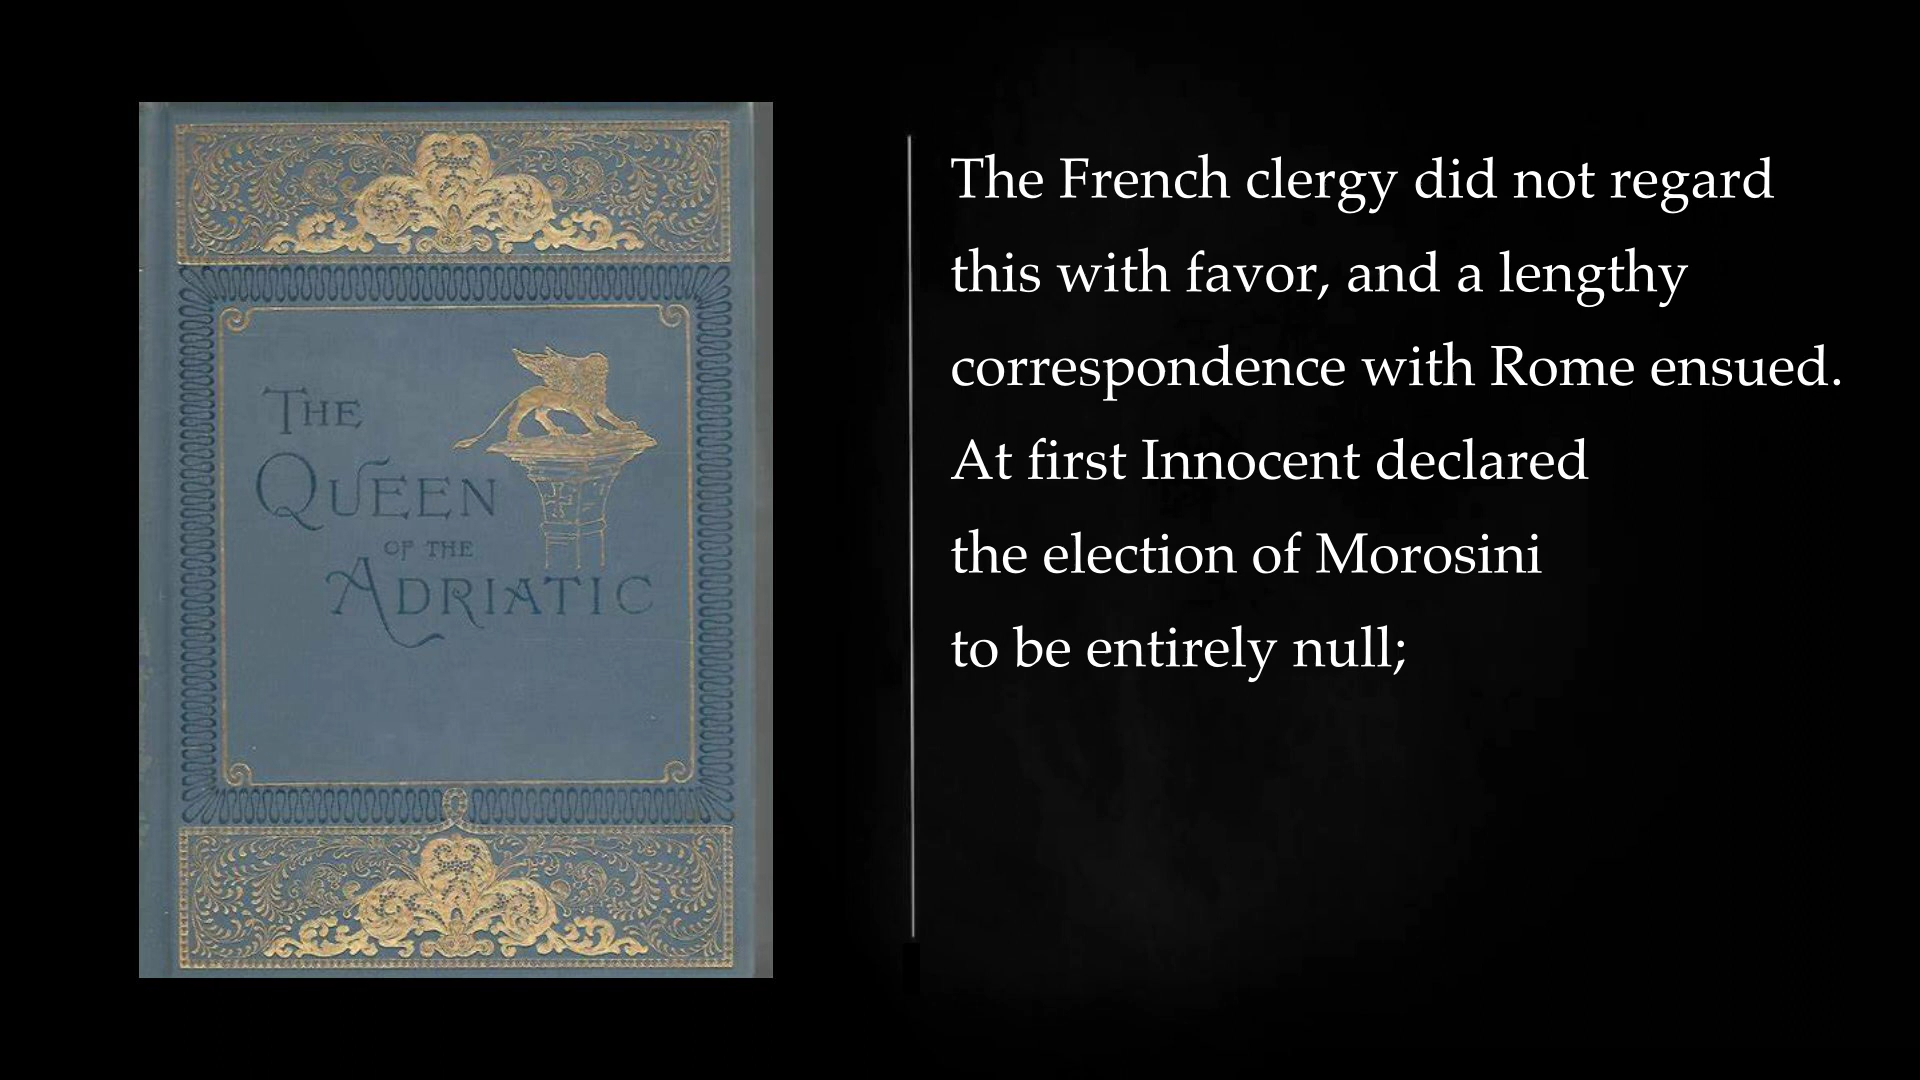 THE
QUEEN
OF THE
ADRIATIC
The French clergy did not regard
this with favor, and a lengthy
correspondence with Rome ensued.
At first Innocent declared
the election of Morosini
to be entirely null;